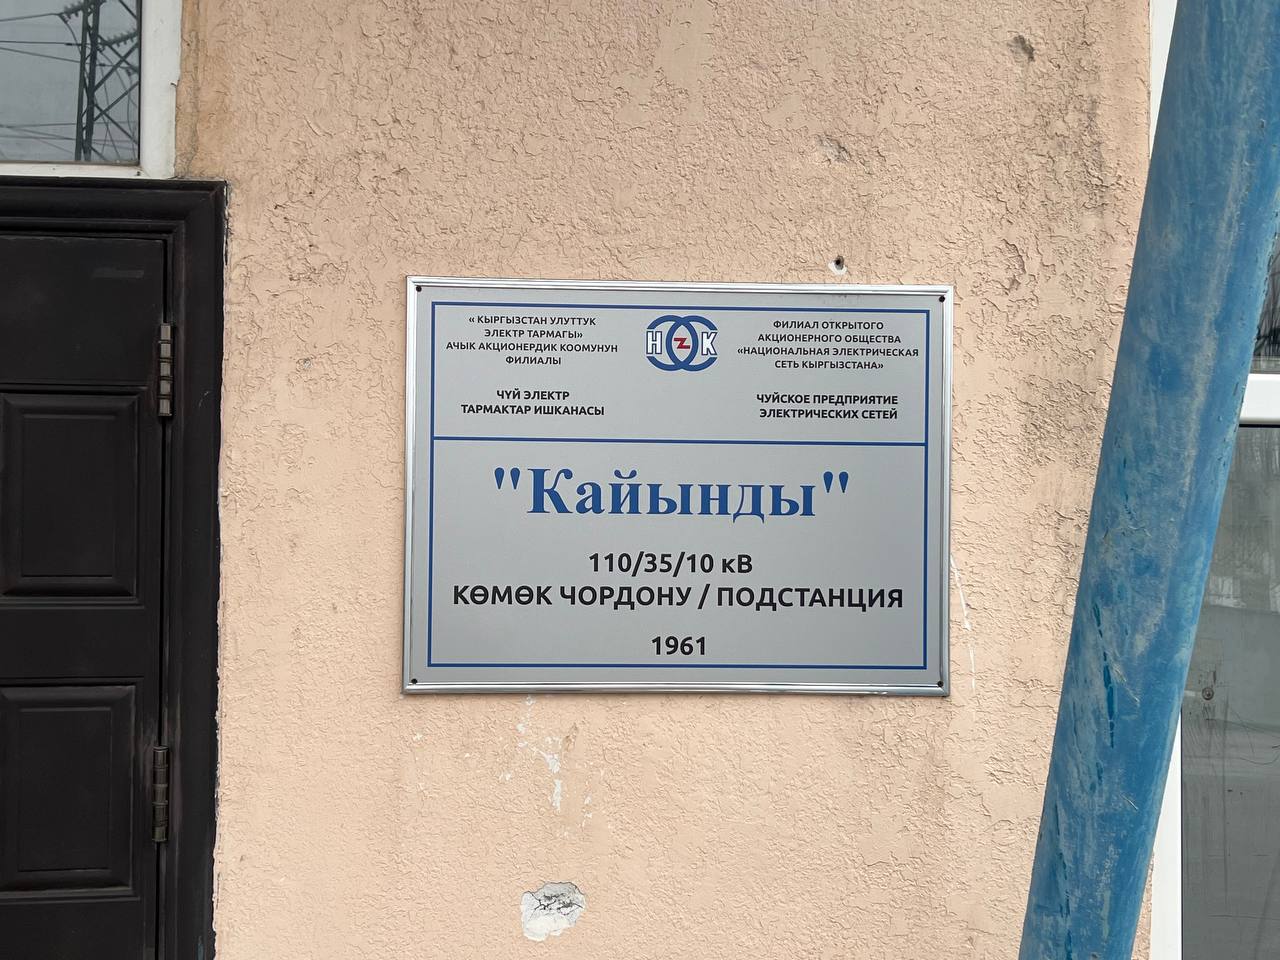 « КЫРГЫЗСТАН УЛУТТУК
ЭЛЕКТР ТАРМАГЫ»
АЧЫК АКЦИОНЕРДИК КООМУНУН
ФИЛИАЛЫ
ЧҮЙ ЭЛЕКТР
ТАРМАКТАР ИШКАНАСЫ
НЭСК
ФИЛИАЛ ОТКРЫТОГО
АКЦИОНЕРНОГО ОБЩЕСТВА
«НАЦИОНАЛЬНАЯ ЭЛЕКТРИЧЕСКАЯ
СЕТЬ КЫРГЫЗСТАНА»
ЧУЙСКОЕ ПРЕДПРИЯТИЕ
ЭЛЕКТРИЧЕСКИХ СЕТЕЙ
"Кайынды"
110/35/10 кВ
КӨМӨК ЧОРДОНУ / ПОДСТАНЦИЯ
1961